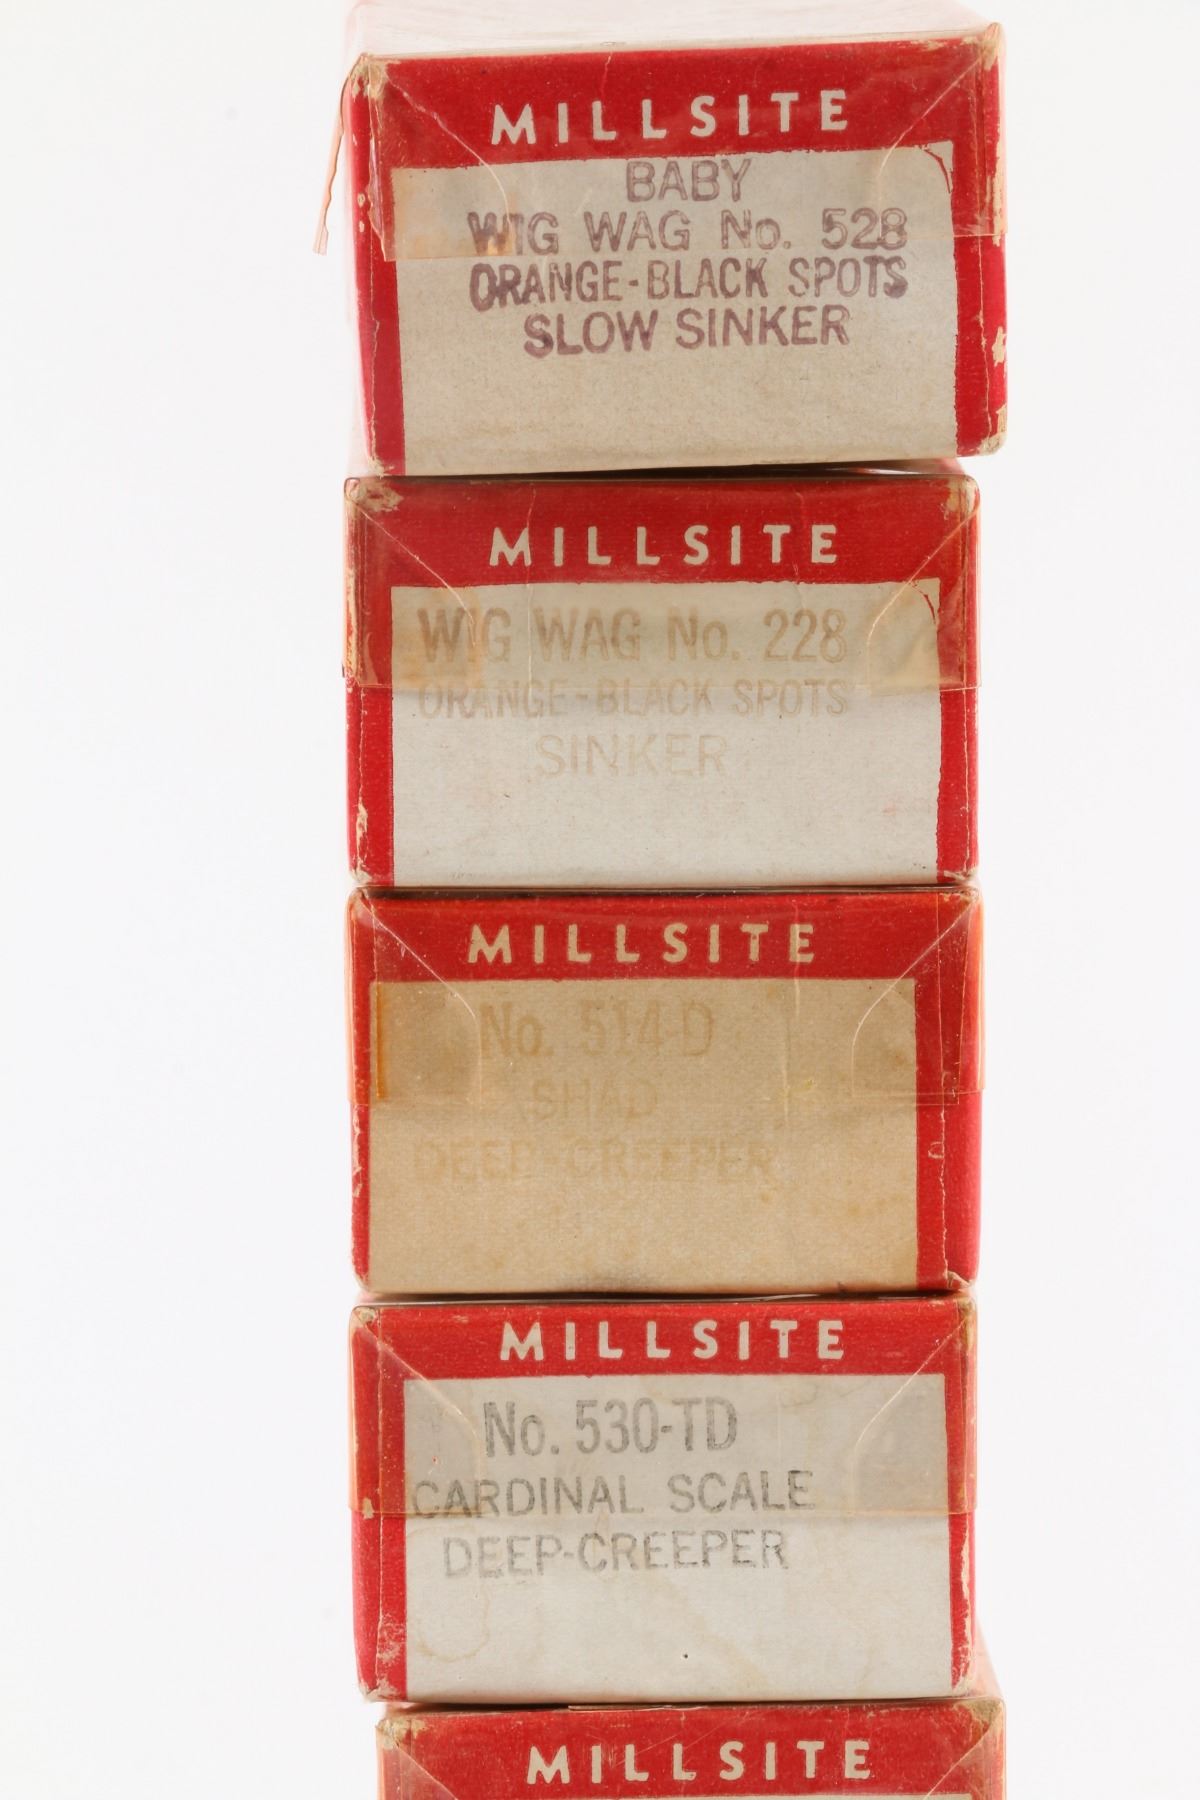 MILLSITE
BABY
WIG WAG No. 528
ORANGE-BLACK SPOTS
SLOW SINKER
MILLSITE
WIG WAG No. 228
ORANGE-BLACK SPOTS
SINKER
MILLSITE
No. 514-D
SHAD
DEEP-CREEPER
MILLSITE
No. 530-TD
CARDINAL SCALE
DEEP-CREEPER
MILLSITE